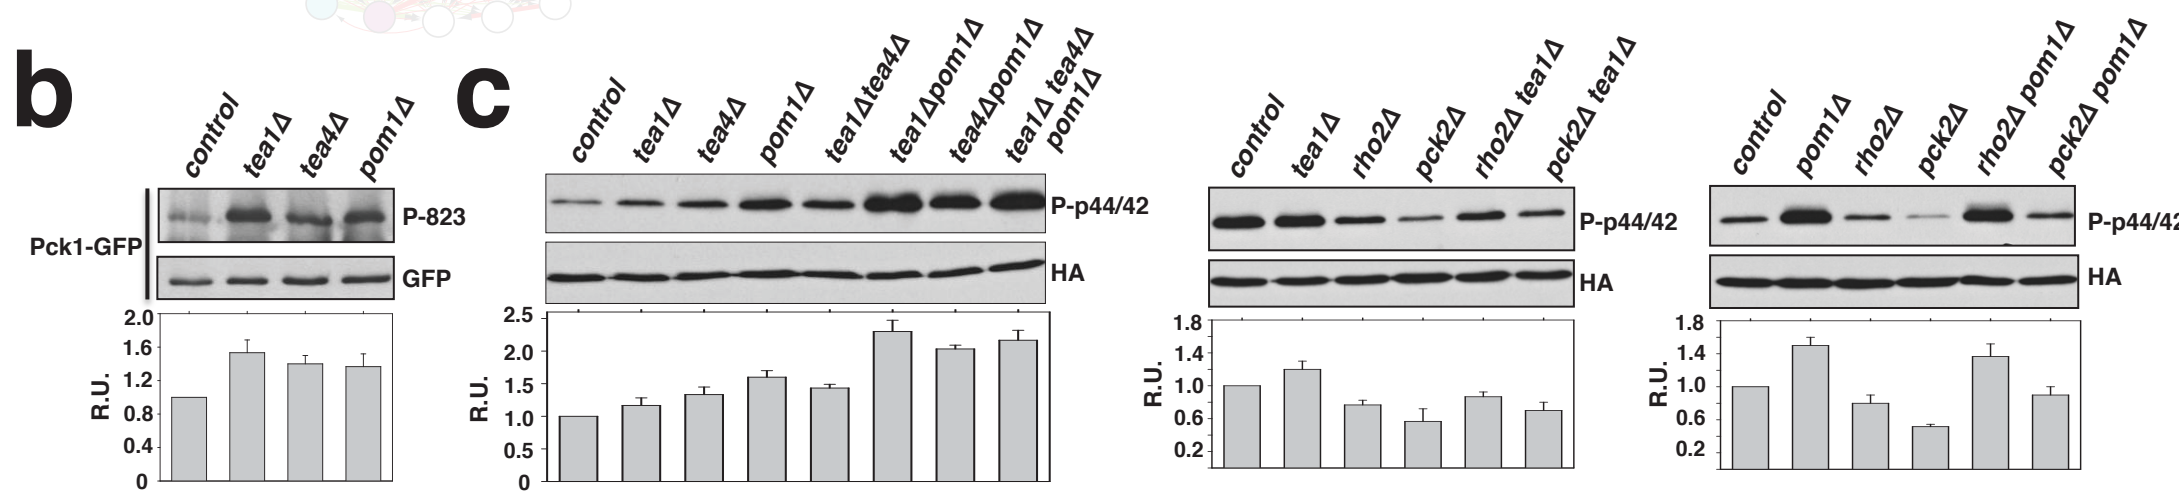 b
control
tea1Δ
tea4Δ
pom1Δ
Pck1-GFP
P-823
GFP
R.U.
2.0
1.6
1.2
0.8
0.4
0
c
control
tea1Δ
tea4Δ
pom1Δ
tea1Δtea4Δ
tea1Δpom1Δ
tea4Δpom1Δ
tea1Δ tea4Δ
pom1Δ
P-p44/42
HA
R.U.
2.5
2.0
1.5
1.0
0.5
0
control
tea1Δ
rho2Δ
pck2Δ
rho2Δ tea1Δ
pck2Δ tea1Δ
P-p44/42
HA
R.U.
1.8
1.4
1.0
0.6
0.2
control
pom1Δ
rho2Δ
pck2Δ
rho2Δ pom1Δ
pck2Δ pom1Δ
P-p44/42
HA
R.U.
1.8
1.4
1.0
0.6
0.2